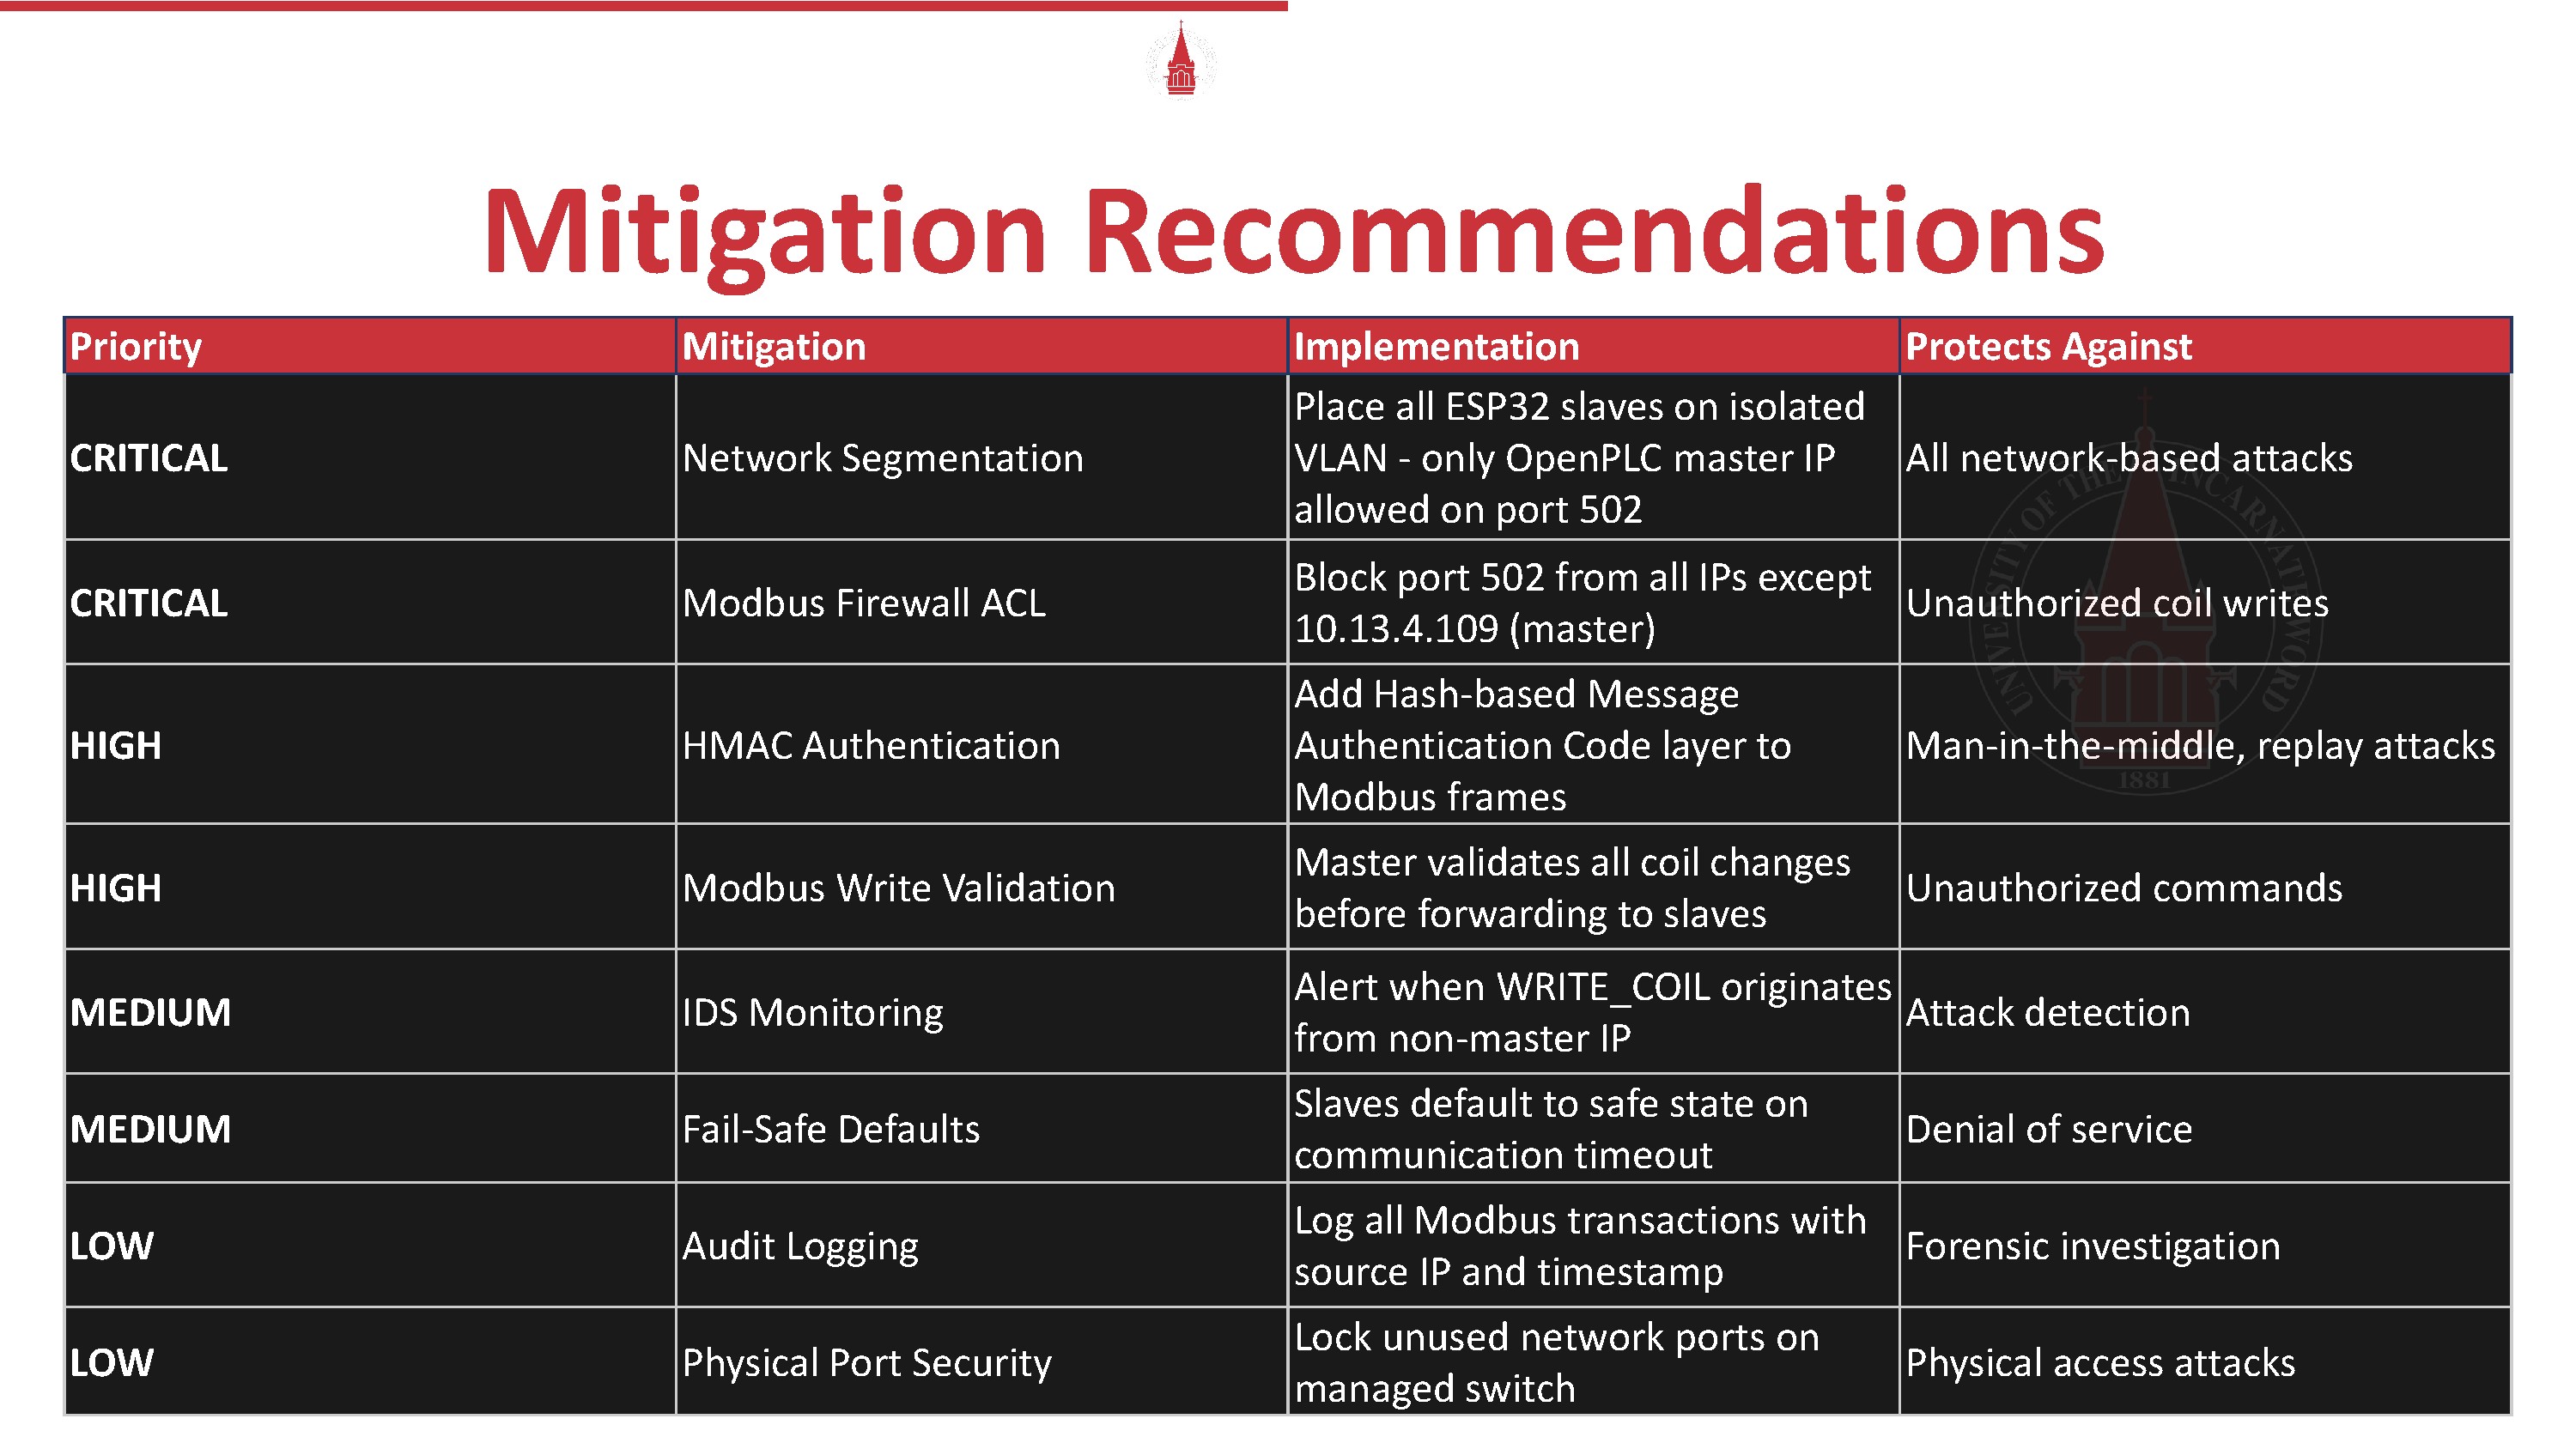 Mitigation Recommendations
Priority
Mitigation
Implementation
Protects Against
CRITICAL
Network Segmentation
Place all ESP32 slaves on isolated
VLAN - only OpenPLC master IP
allowed on port 502
All network-based attacks
CRITICAL
Modbus Firewall ACL
Block port 502 from all IPs except
10.13.4.109 (master)
Unauthorized coil writes
HIGH
HMAC Authentication
Add Hash-based Message
Authentication Code layer to
Modbus frames
Man-in-the-middle, replay attacks
HIGH
Modbus Write Validation
Master validates all coil changes
before forwarding to slaves
Unauthorized commands
MEDIUM
IDS Monitoring
Alert when WRITE_COIL originates
from non-master IP
Attack detection
MEDIUM
Fail-Safe Defaults
Slaves default to safe state on
communication timeout
Denial of service
LOW
Audit Logging
Log all Modbus transactions with
source IP and timestamp
Forensic investigation
LOW
Physical Port Security
Lock unused network ports on
managed switch
Physical access attacks
UNIVERSITY OF THE INCARNATE WORD
1881